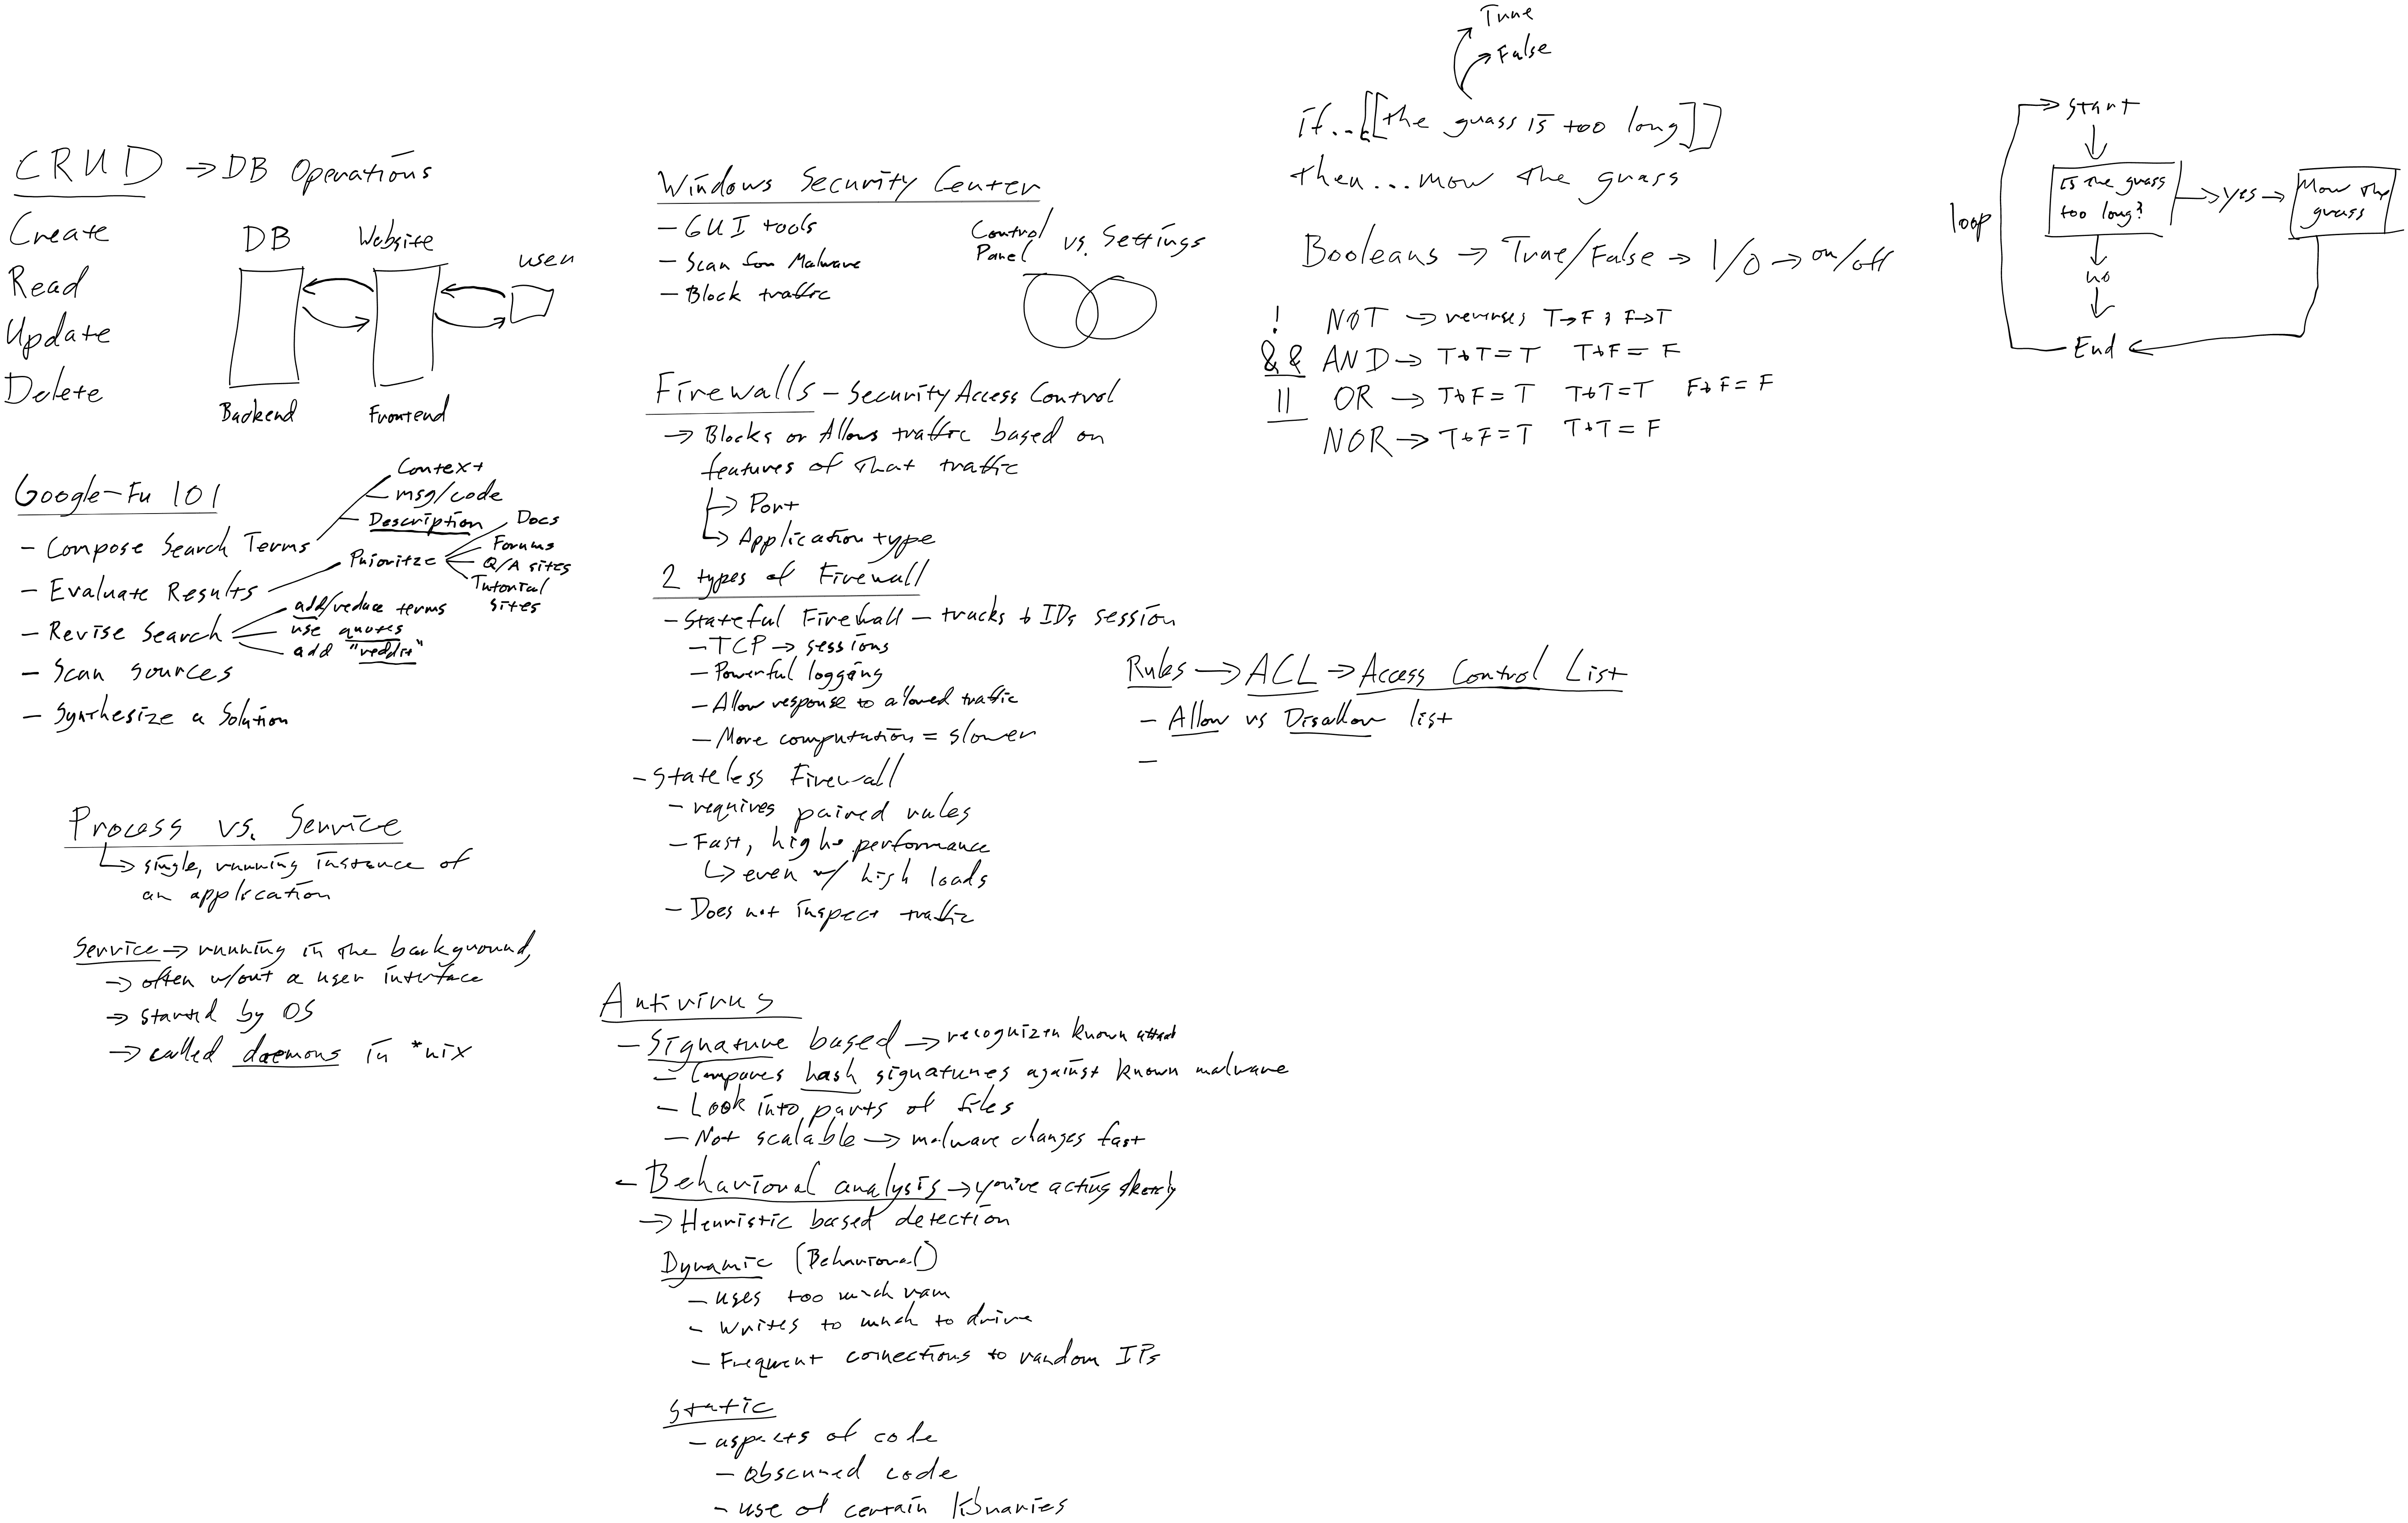 CRUD → DB Operations
Create
Read
Update
Delete
DB
Website
user
Backend
Frontend
Google-Fu 101
- Compose Search Terms
Context
msg/code
Description
- Evaluate Results
Prioritze
Docs
Forums
Q/A sites
Tutorial
sites
- Revise Search
add/reduce terms
use quotes
add "reddit"
- Scan sources
- Synthesize a Solution
Process vs. Service
↳ single, running instance of
an application
Service → running in the background,
→ often w/out a user interface
→ started by OS
→ called daemons in *nix
Windows Security Center
- GUI tools
- Scan for Malware
- Block traffic
Control
Panel
vs. Settings
Firewalls - Security Access Control
→ Blocks or Allows traffic based on
features of that traffic
↳ Port
↳ Application type
2 types of Firewall
- Stateful Firewall - tracks & IDs session
- TCP → sessions
- Powerful logging
- Allow response to allowed traffic
- More computation = slower
- Stateless Firewall
- requires paired rules
- Fast, high performance
↳ even w/ high loads
- Does not inspect traffic
Antivirus
- Signature based → recognizes known attack
- Compares hash signatures against known malware
- Look into parts of files
- Not scalable → malware changes fast
- Behavioral analysis → you're acting sketchy
→ Heuristic based detection
Dynamic (Behavioral)
- uses too much ram
- Writes to much to drive
- Frequent connections to random IPs
Static
- aspects of code
- obscured code
- use of certain libraries
True
False
if...[[the grass is too long]]
then...mow the grass
Booleans → True/False → 1/0 → on/off
! NOT → reverses T→F ; F→T
&& AND → T&T=T T&F=F
|| OR → T&F=T T&T=T F&F=F
NOR → T&F=T T&T=F
Rules → ACL → Access Control List
- Allow vs Disallow list
-
start
Is the grass
too long?
yes
Mow the
grass
loop
no
End